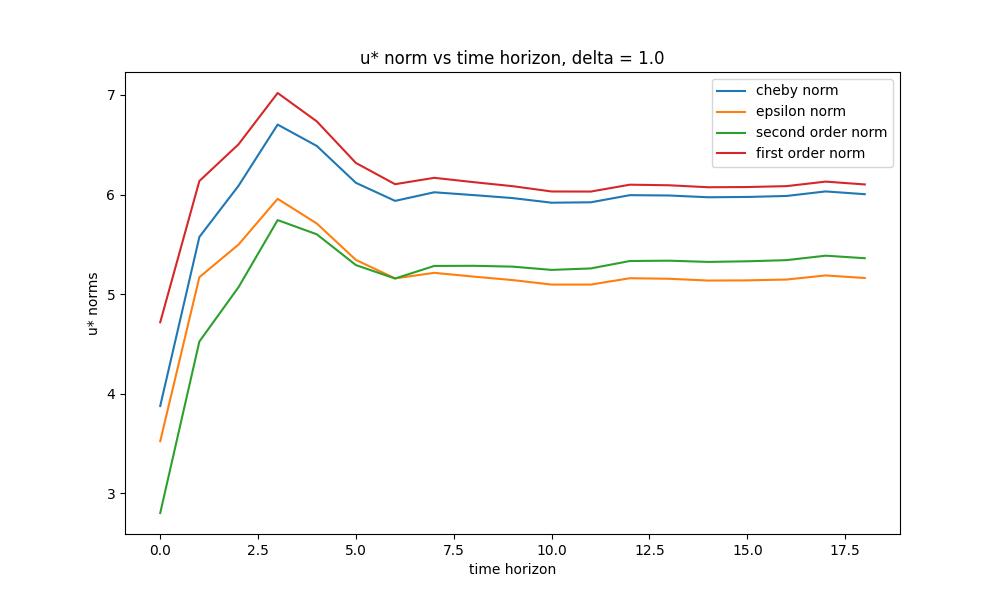 u* norm vs time horizon, delta = 1.0
cheby norm
epsilon norm
second order norm
first order norm
7
6
5
4
3
u* norms
0.0 2.5 5.0 7.5 10.0 12.5 15.0 17.5
time horizon